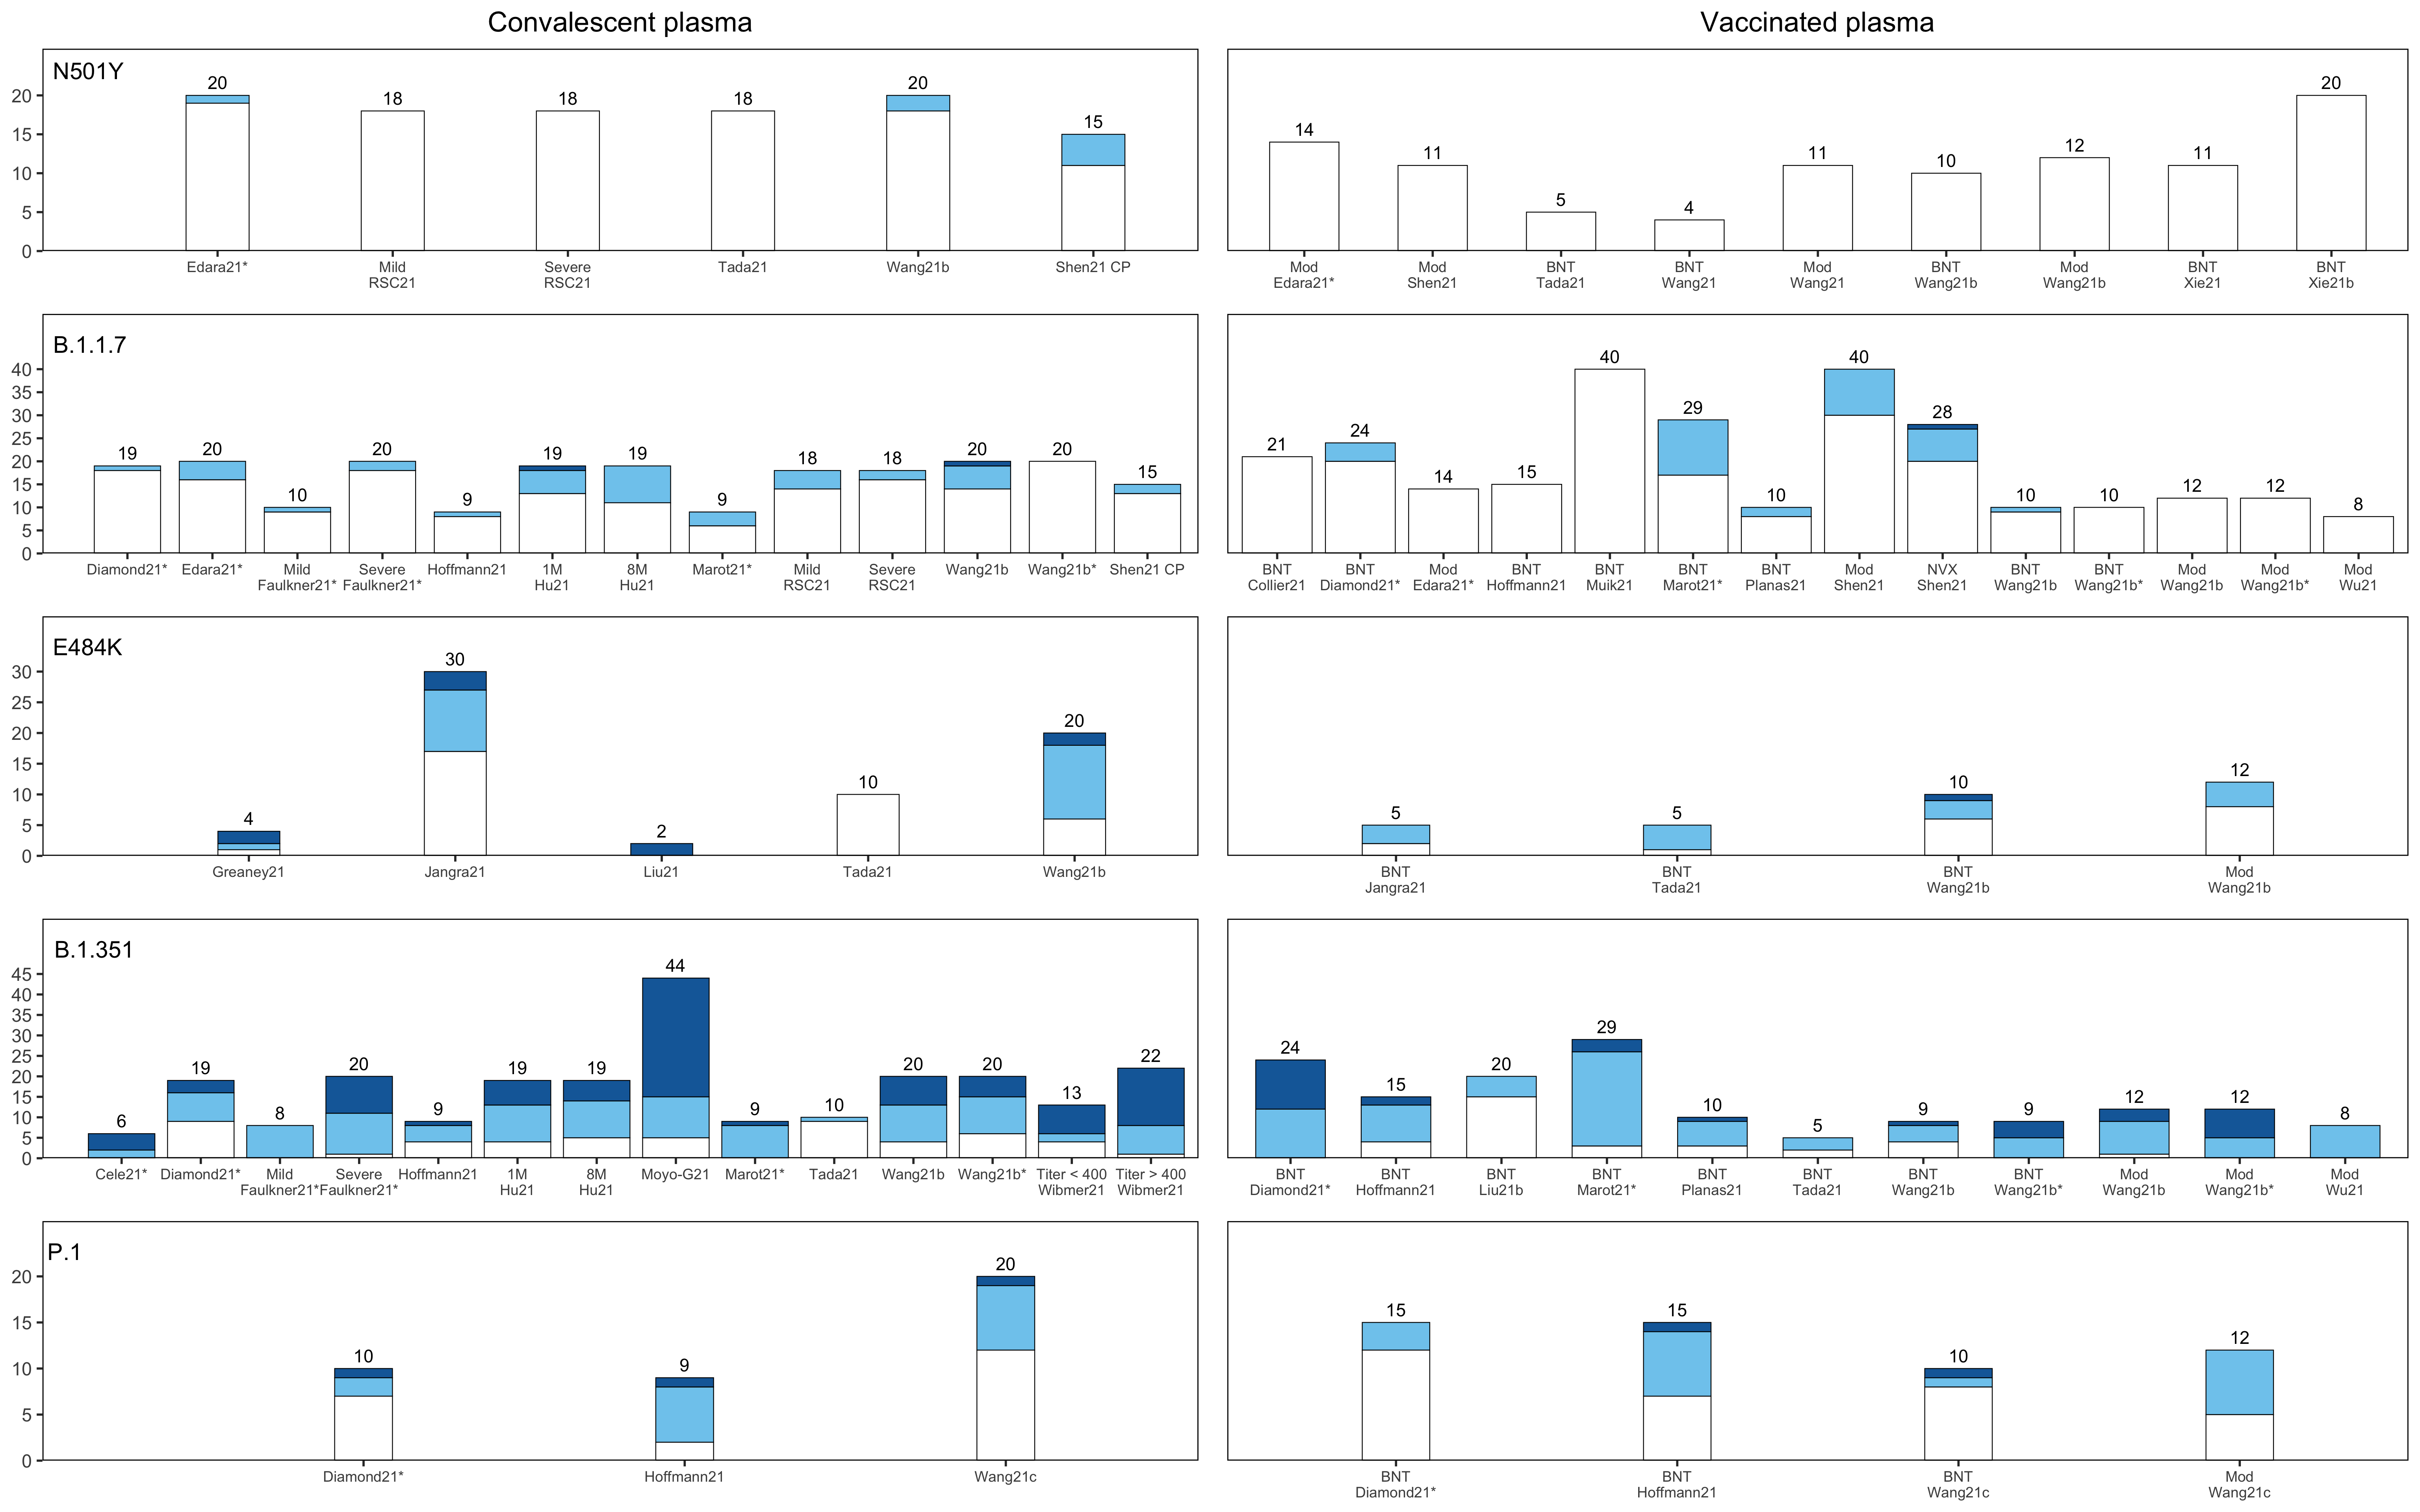 Convalescent plasma Vaccinated plasma
N501Y
20 18 18 18 20 15
14 11 5 4 11 10 12 11 20
20
15
10
5
0
Edara21* Mild Severe Tada21 Wang21b Shen21 CP
RSC21 RSC21
Mod Mod BNT BNT Mod BNT Mod BNT BNT
Edara21* Shen21 Tada21 Wang21 Wang21 Wang21b Wang21b Xie21 Xie21b
B.1.1.7
19 20 10 20 9 19 19 9 18 18 20 20 15
21 24 14 15 40 29 10 40 28 10 10 12 12 8
40
35
30
25
20
15
10
5
0
Diamond21* Edara21* Mild Severe Hoffmann21 1M 8M Marot21* Mild Severe Wang21b Wang21b* Shen21 CP
Faulkner21* Faulkner21* Hu21 Hu21 RSC21 RSC21
BNT BNT Mod BNT BNT BNT BNT Mod NVX BNT BNT Mod Mod Mod
Collier21 Diamond21* Edara21* Hoffmann21 Muik21 Marot21* Planas21 Shen21 Shen21 Wang21b Wang21b* Wang21b Wang21b* Wu21
E484K
4 30 2 10 20
5 5 10 12
30
25
20
15
10
5
0
Greaney21 Jangra21 Liu21 Tada21 Wang21b
BNT BNT BNT Mod
Jangra21 Tada21 Wang21b Wang21b
B.1.351
6 19 8 20 9 19 19 44 9 10 20 20 13 22
24 15 20 29 10 5 9 9 12 12 8
45
40
35
30
25
20
15
10
5
0
Cele21* Diamond21* Mild Severe Hoffmann21 1M 8M Moyo-G21 Marot21* Tada21 Wang21b Wang21b* Titer < 400 Titer > 400
Faulkner21* Faulkner21* Hu21 Hu21 Wibmer21 Wibmer21
BNT BNT BNT BNT BNT BNT BNT BNT Mod Mod Mod
Diamond21* Hoffmann21 Liu21b Marot21* Planas21 Tada21 Wang21b Wang21b* Wang21b Wang21b* Wu21
P.1
10 9 20
15 15 10 12
20
15
10
5
0
Diamond21* Hoffmann21 Wang21c
BNT BNT BNT Mod
Diamond21* Hoffmann21 Wang21c Wang21c